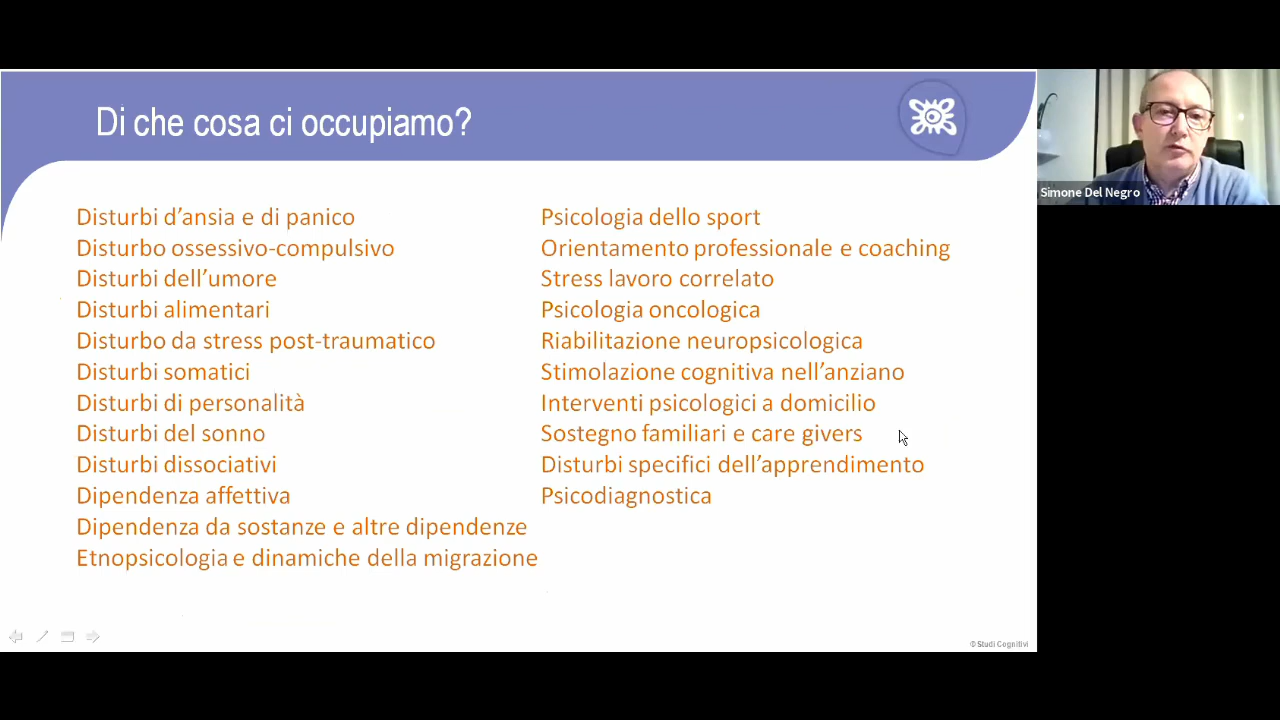 Di che cosa ci occupiamo?
Disturbi d'ansia e di panico
Disturbo ossessivo-compulsivo
Disturbi dell'umore
Disturbi alimentari
Disturbo da stress post-traumatico
Disturbi somatici
Disturbi di personalità
Disturbi del sonno
Disturbi dissociativi
Dipendenza affettiva
Dipendenza da sostanze e altre dipendenze
Etnopsicologia e dinamiche della migrazione
Psicologia dello sport
Orientamento professionale e coaching
Stress lavoro correlato
Psicologia oncologica
Riabilitazione neuropsicologica
Stimolazione cognitiva nell'anziano
Interventi psicologici a domicilio
Sostegno familiari e care givers
Disturbi specifici dell'apprendimento
Psicodiagnostica
© Studi Cognitivi
Simone Del Negro